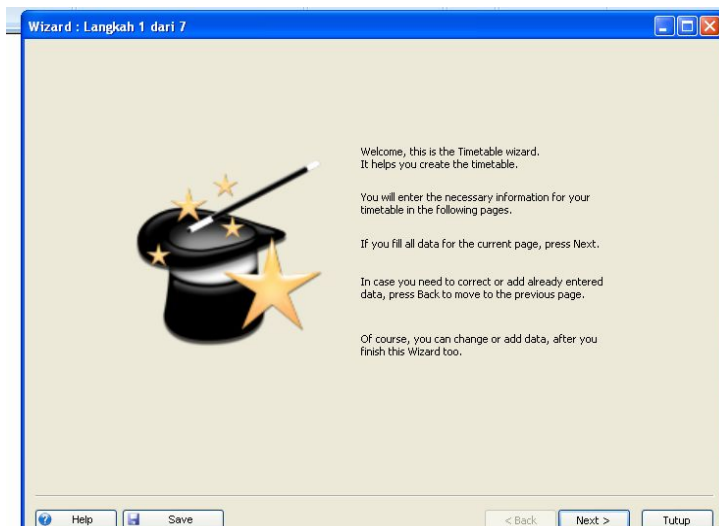 Wizard : Langkah 1 dari 7
Welcome, this is the Timetable wizard.
It helps you create the timetable.
You will enter the necessary information for your
timetable in the following pages.
If you fill all data for the current page, press Next.
In case you need to correct or add already entered
data, press Back to move to the previous page.
Of course, you can change or add data, after you
finish this Wizard too.
Help Save < Back Next > Tutup